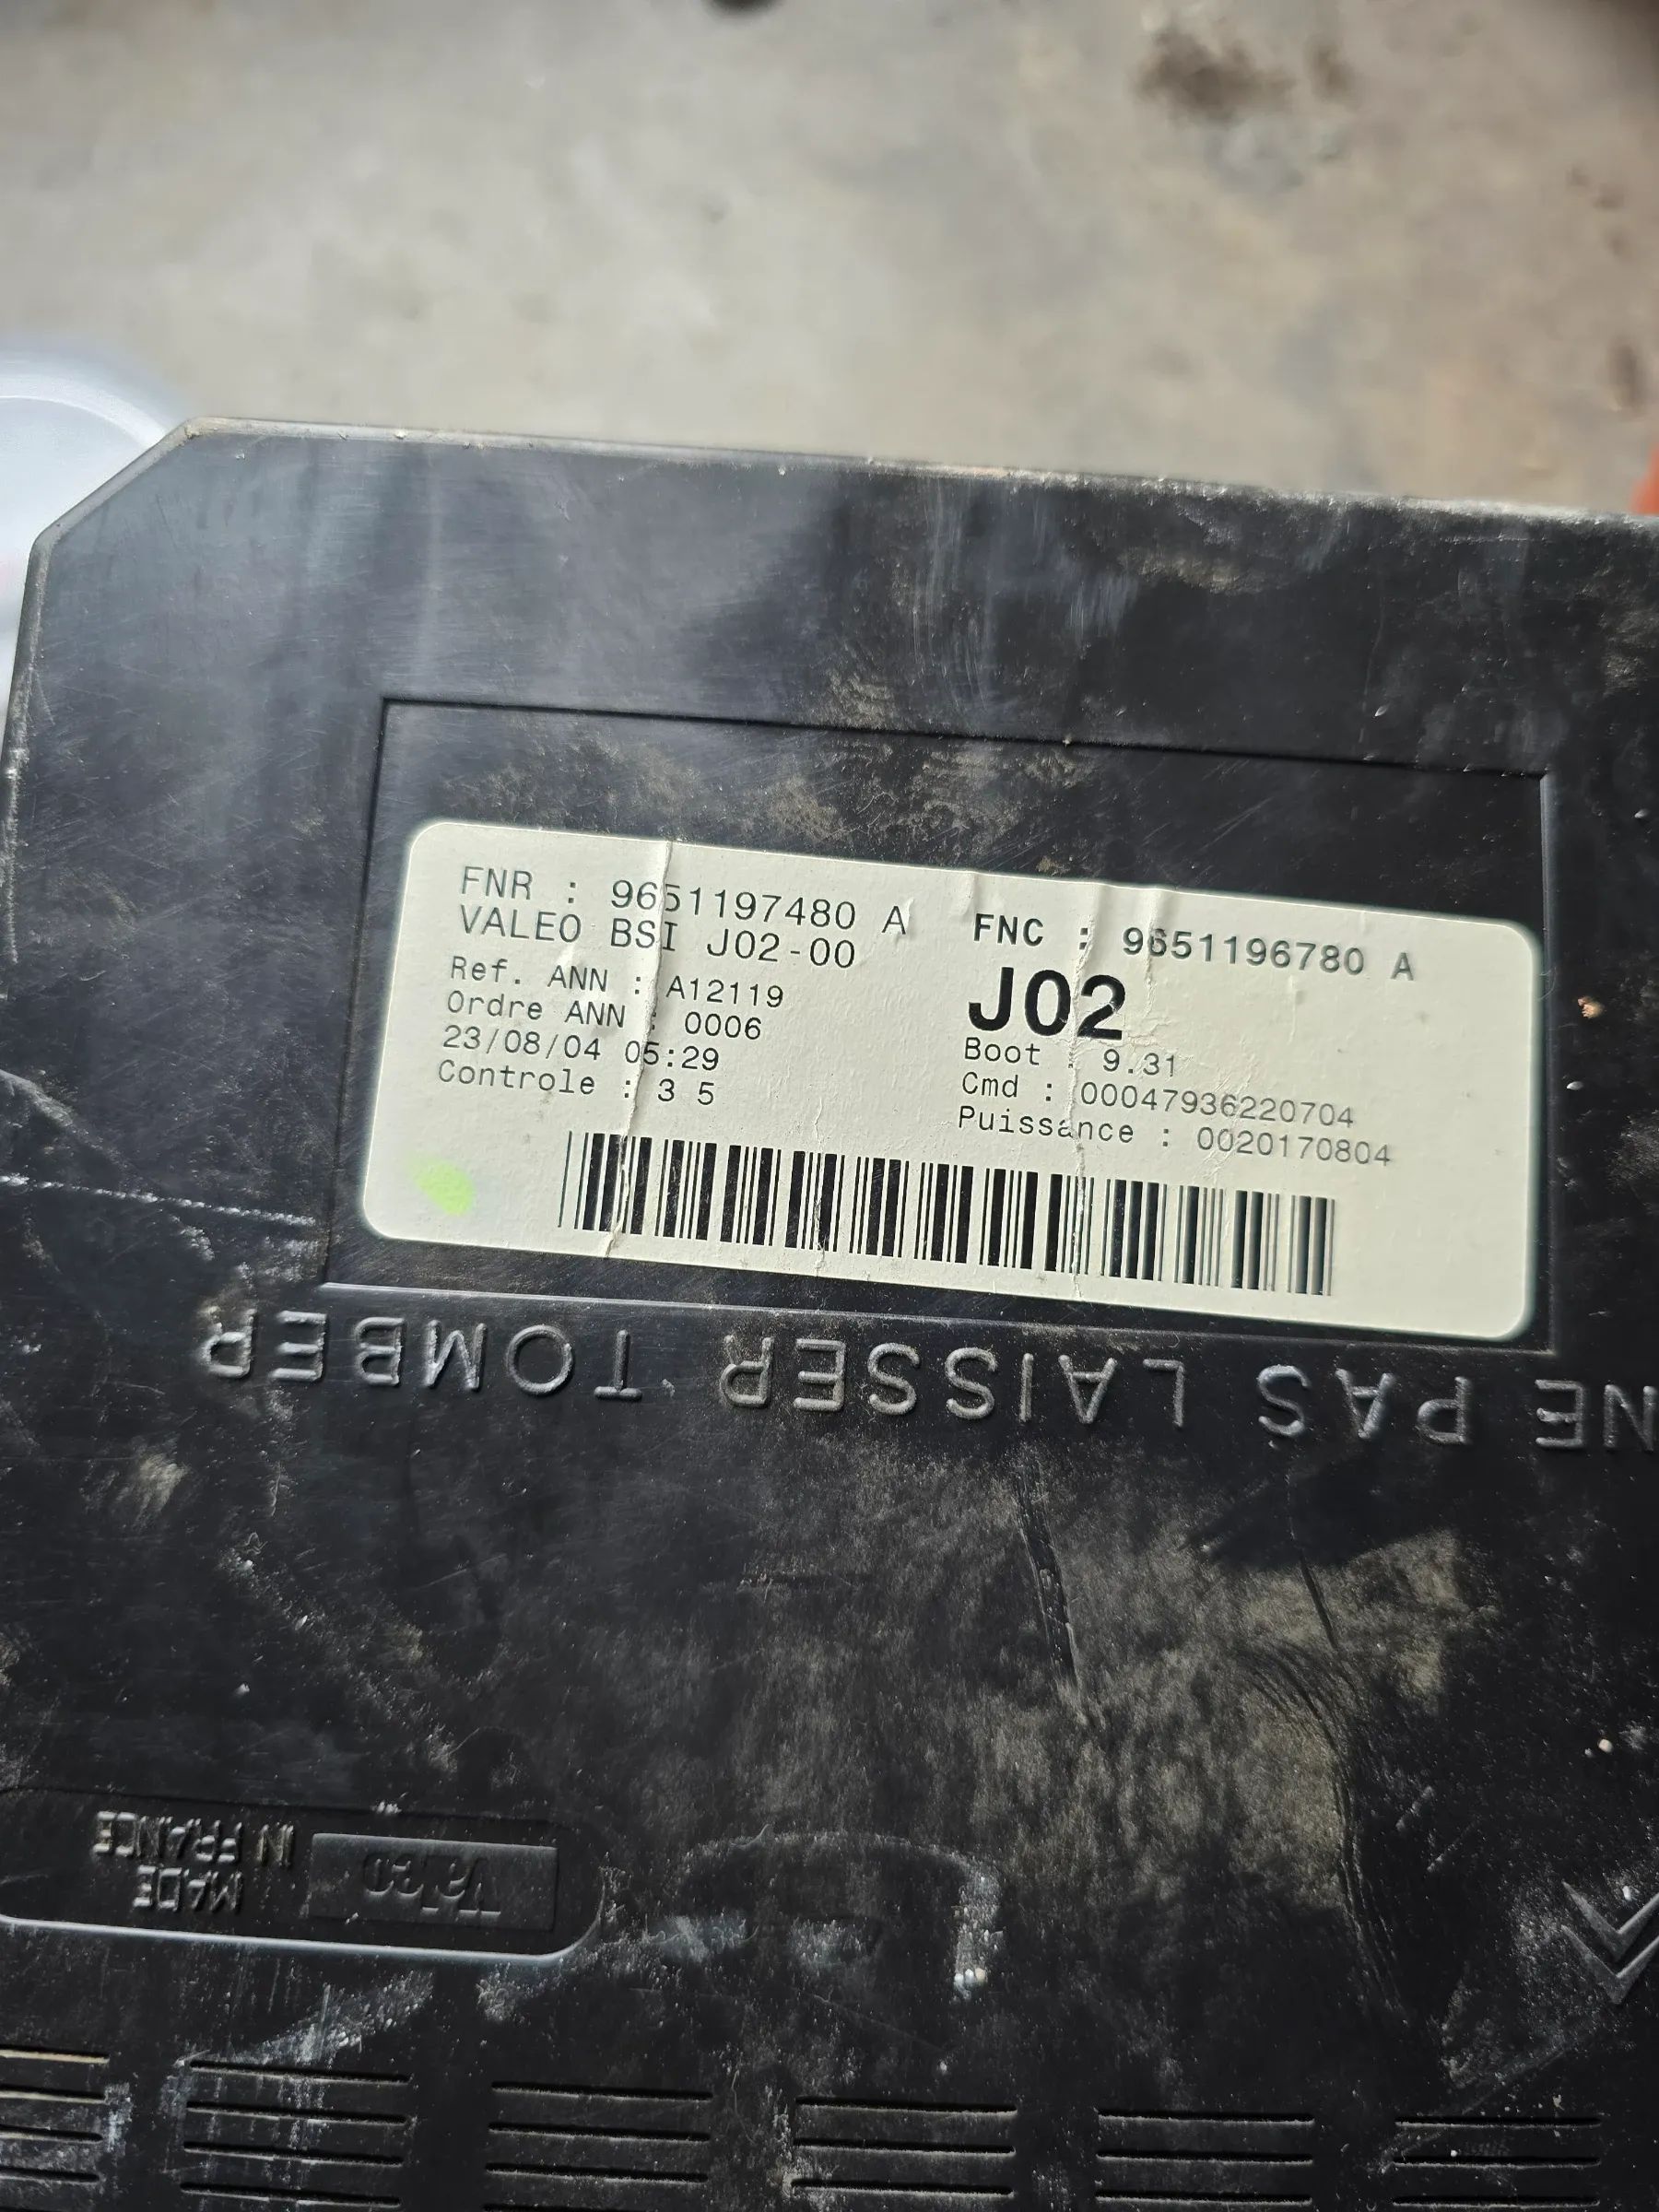 FNR : 9651197480 A
VALEO BSI J02-00
Ref. ANN : A12119
Ordre ANN : 0006
23/08/04 05:29
Controle : 3 5
FNC : 9651196780 A
J02
Boot : 9.31
Cmd : 00047936220704
Puissance : 0020170804
NE PAS LAISSER TOMBER
Valeo
MADE
IN FRANCE